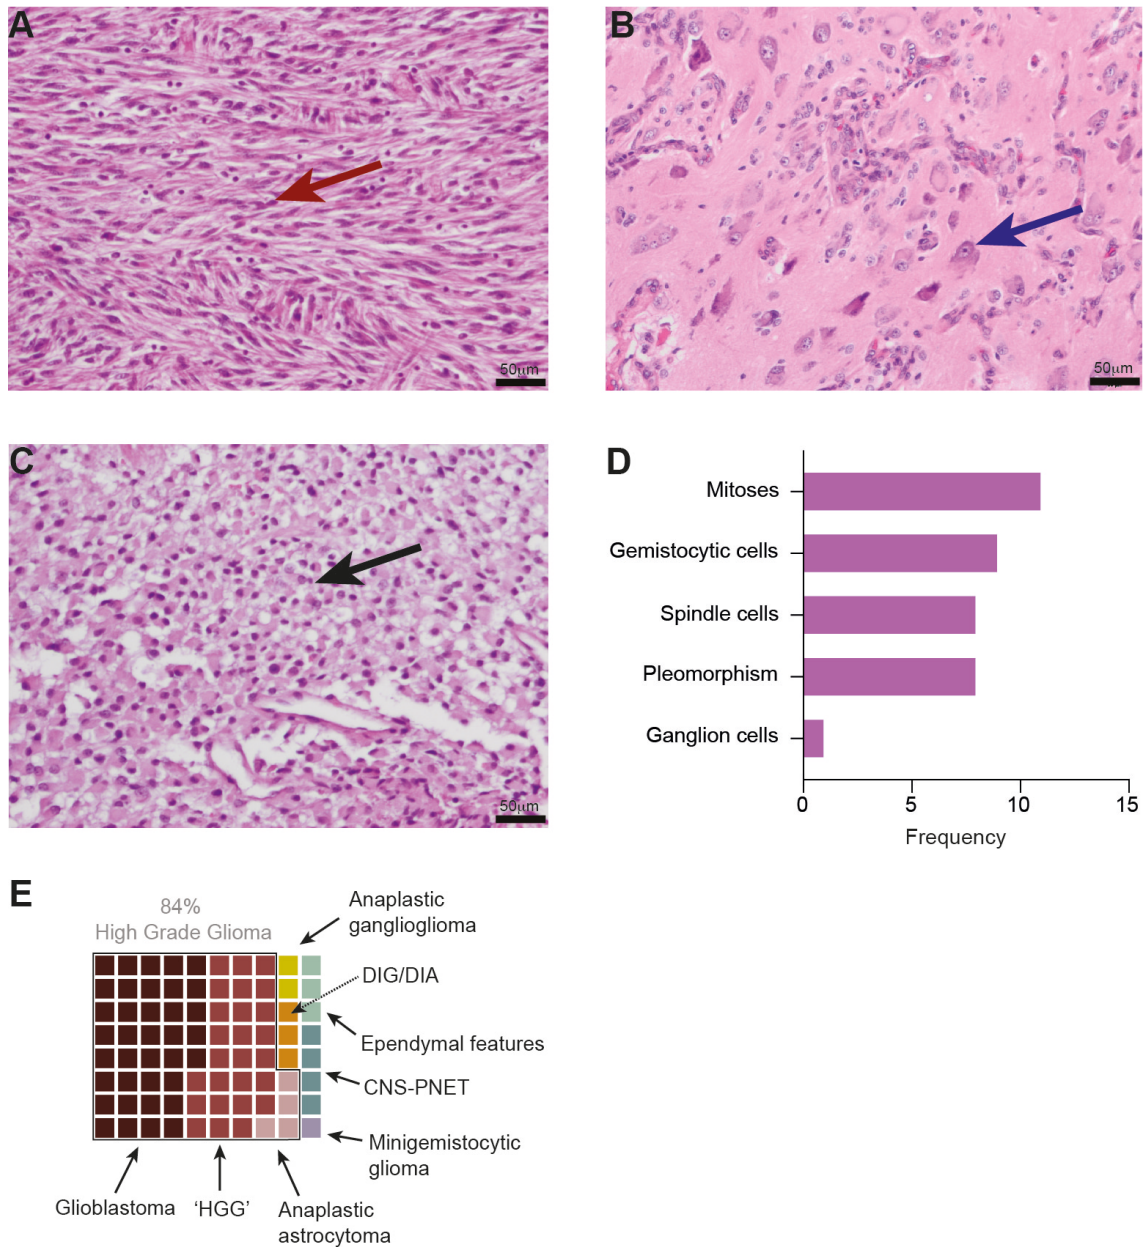 A
50μm
B
50μm
C
50μm
D
Mitoses
Gemistocytic cells
Spindle cells
Pleomorphism
Ganglion cells
0
5
10
15
Frequency
E
84%
High Grade Glioma
Anaplastic
ganglioglioma
DIG/DIA
Ependymal features
CNS-PNET
Minigemistocytic
glioma
Glioblastoma
‘HGG’
Anaplastic
astrocytoma